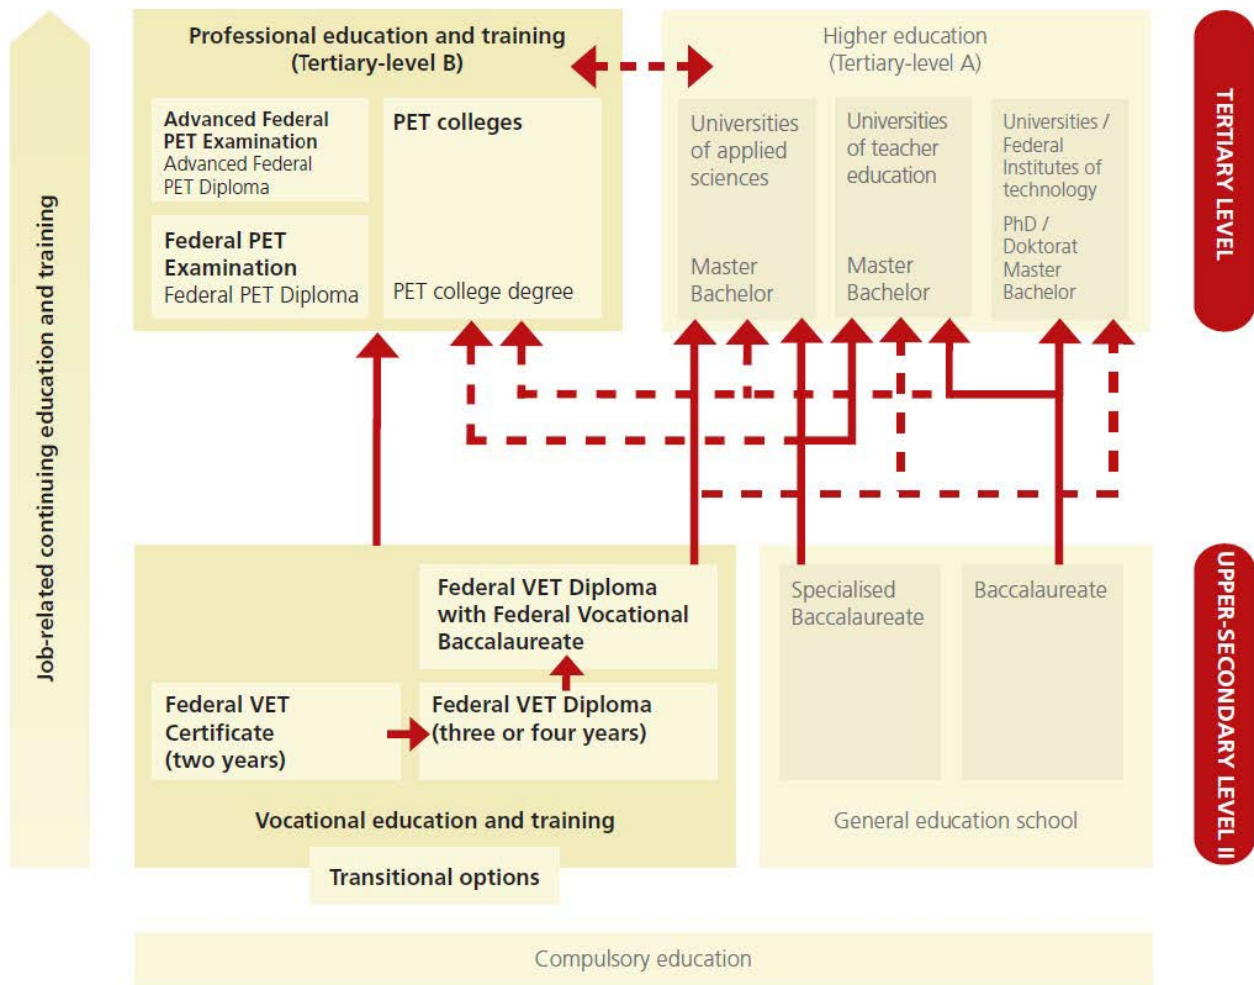 Job-related continuing education and training
Professional education and training
(Tertiary-level B)
Advanced Federal
PET Examination
Advanced Federal
PET Diploma
Federal PET
Examination
Federal PET Diploma
PET colleges
PET college degree
Higher education
(Tertiary-level A)
Universities
of applied
sciences
Master
Bachelor
Universities
of teacher
education
Master
Bachelor
Universities /
Federal
Institutes of
technology
PhD /
Doktorat
Master
Bachelor
TERTIARY LEVEL
Federal VET Diploma
with Federal Vocational
Baccalaureate
Federal VET
Certificate
(two years)
Federal VET Diploma
(three or four years)
Vocational education and training
Transitional options
Specialised
Baccalaureate
Baccalaureate
General education school
UPPER-SECONDARY LEVEL II
Compulsory education